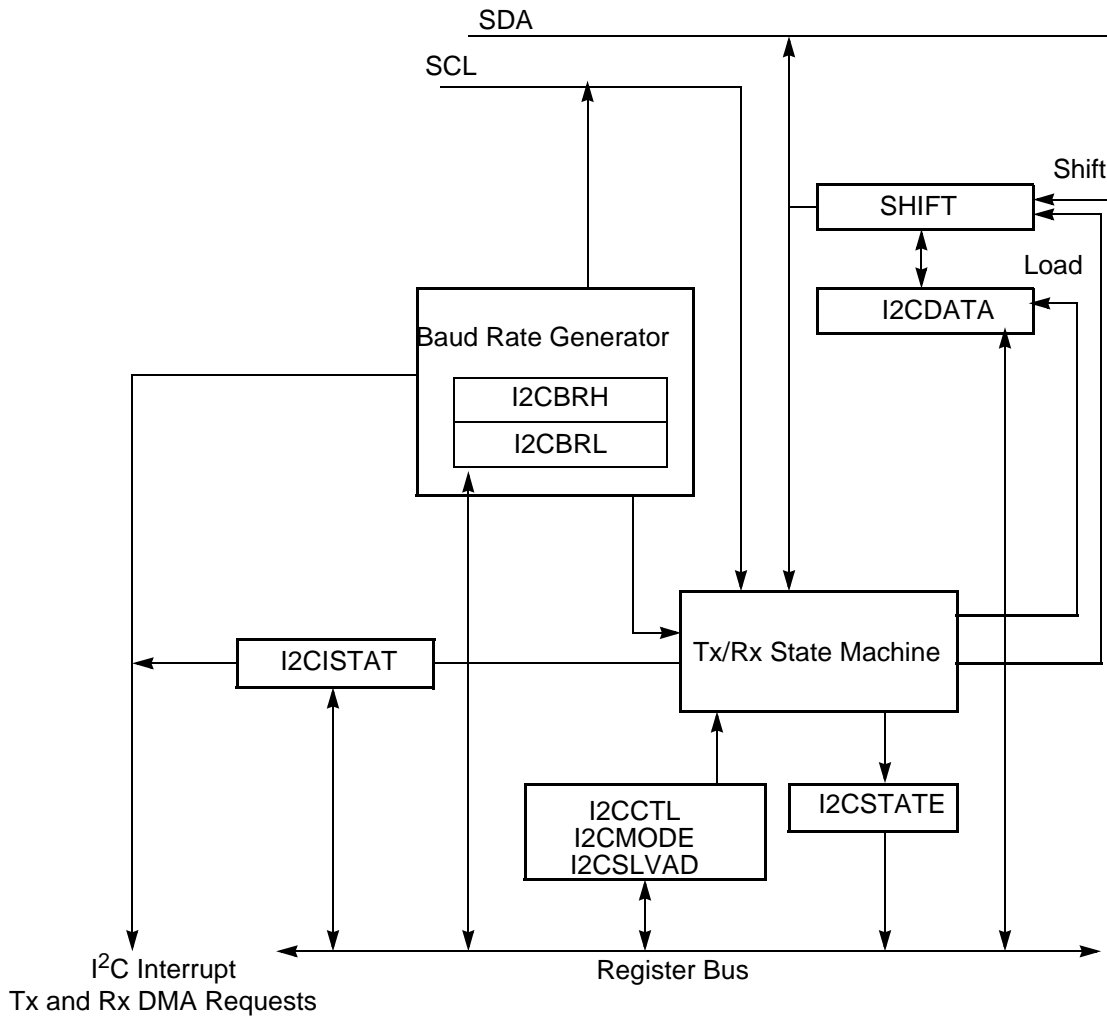 SDA
SCL
Shift
SHIFT
Load
I2CDATA
Baud Rate Generator
I2CBRH
I2CBRL
Tx/Rx State Machine
I2CISTAT
I2CCTL
I2CMODE
I2CSLVAD
I2CSTATE
Register Bus
I²C Interrupt
Tx and Rx DMA Requests